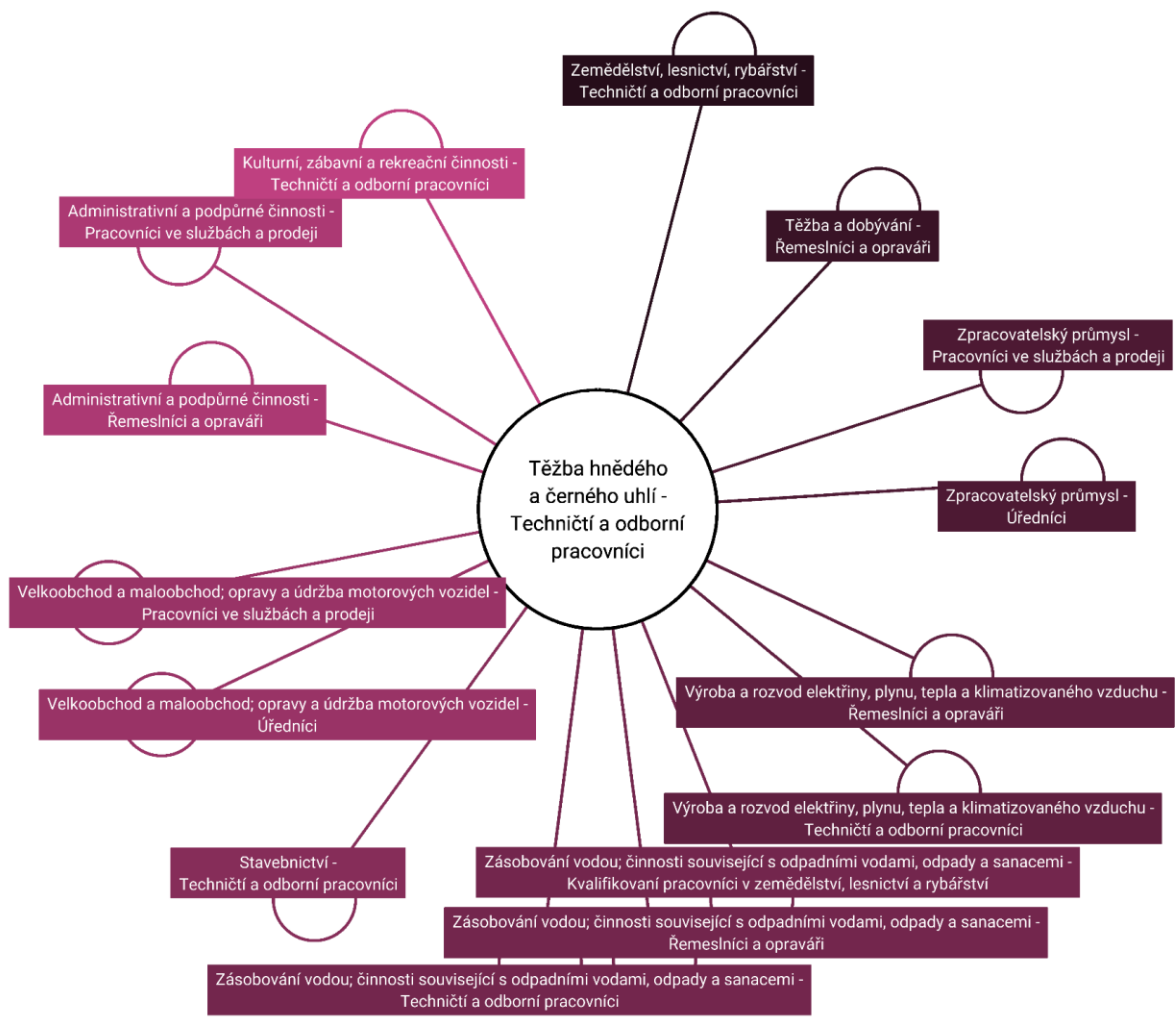 Zemědělství, lesnictví, rybářství -
Techničtí a odborní pracovníci
Kulturní, zábavní a rekreační činnosti -
Techničtí a odborní pracovníci
Administrativní a podpůrné činnosti -
Pracovníci ve službách a prodeji
Těžba a dobývání -
Řemeslníci a opraváři
Zpracovatelský průmysl -
Pracovníci ve službách a prodeji
Administrativní a podpůrné činnosti -
Řemeslníci a opraváři
Těžba hnědého
a černého uhlí -
Techničtí a odborní
pracovníci
Zpracovatelský průmysl -
Úředníci
Velkoobchod a maloobchod; opravy a údržba motorových vozidel -
Pracovníci ve službách a prodeji
Velkoobchod a maloobchod; opravy a údržba motorových vozidel -
Úředníci
Výroba a rozvod elektřiny, plynu, tepla a klimatizovaného vzduchu -
Řemeslníci a opraváři
Výroba a rozvod elektřiny, plynu, tepla a klimatizovaného vzduchu -
Techničtí a odborní pracovníci
Stavebnictví -
Techničtí a odborní pracovníci
Zásobování vodou; činnosti související s odpadními vodami, odpady a sanacemi -
Kvalifikovaní pracovníci v zemědělství, lesnictví a rybářství
Zásobování vodou; činnosti související s odpadními vodami, odpady a sanacemi -
Řemeslníci a opraváři
Zásobování vodou; činnosti související s odpadními vodami, odpady a sanacemi -
Techničtí a odborní pracovníci